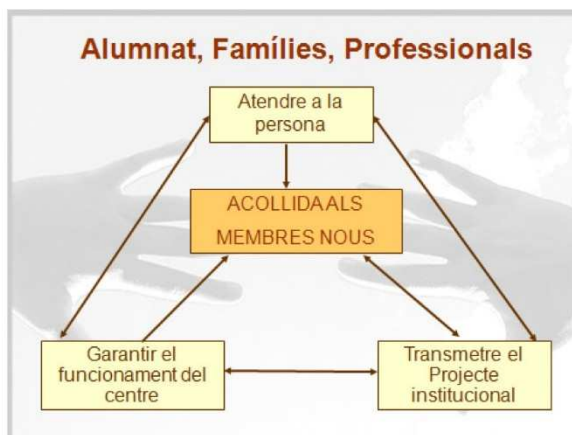 Alumnat, Famílies, Professionals
Atendre a la
persona
ACOLLIDA ALS
MEMBRES NOUS
Garantir el
funcionament del
centre
Transmetre el
Projecte
institucional